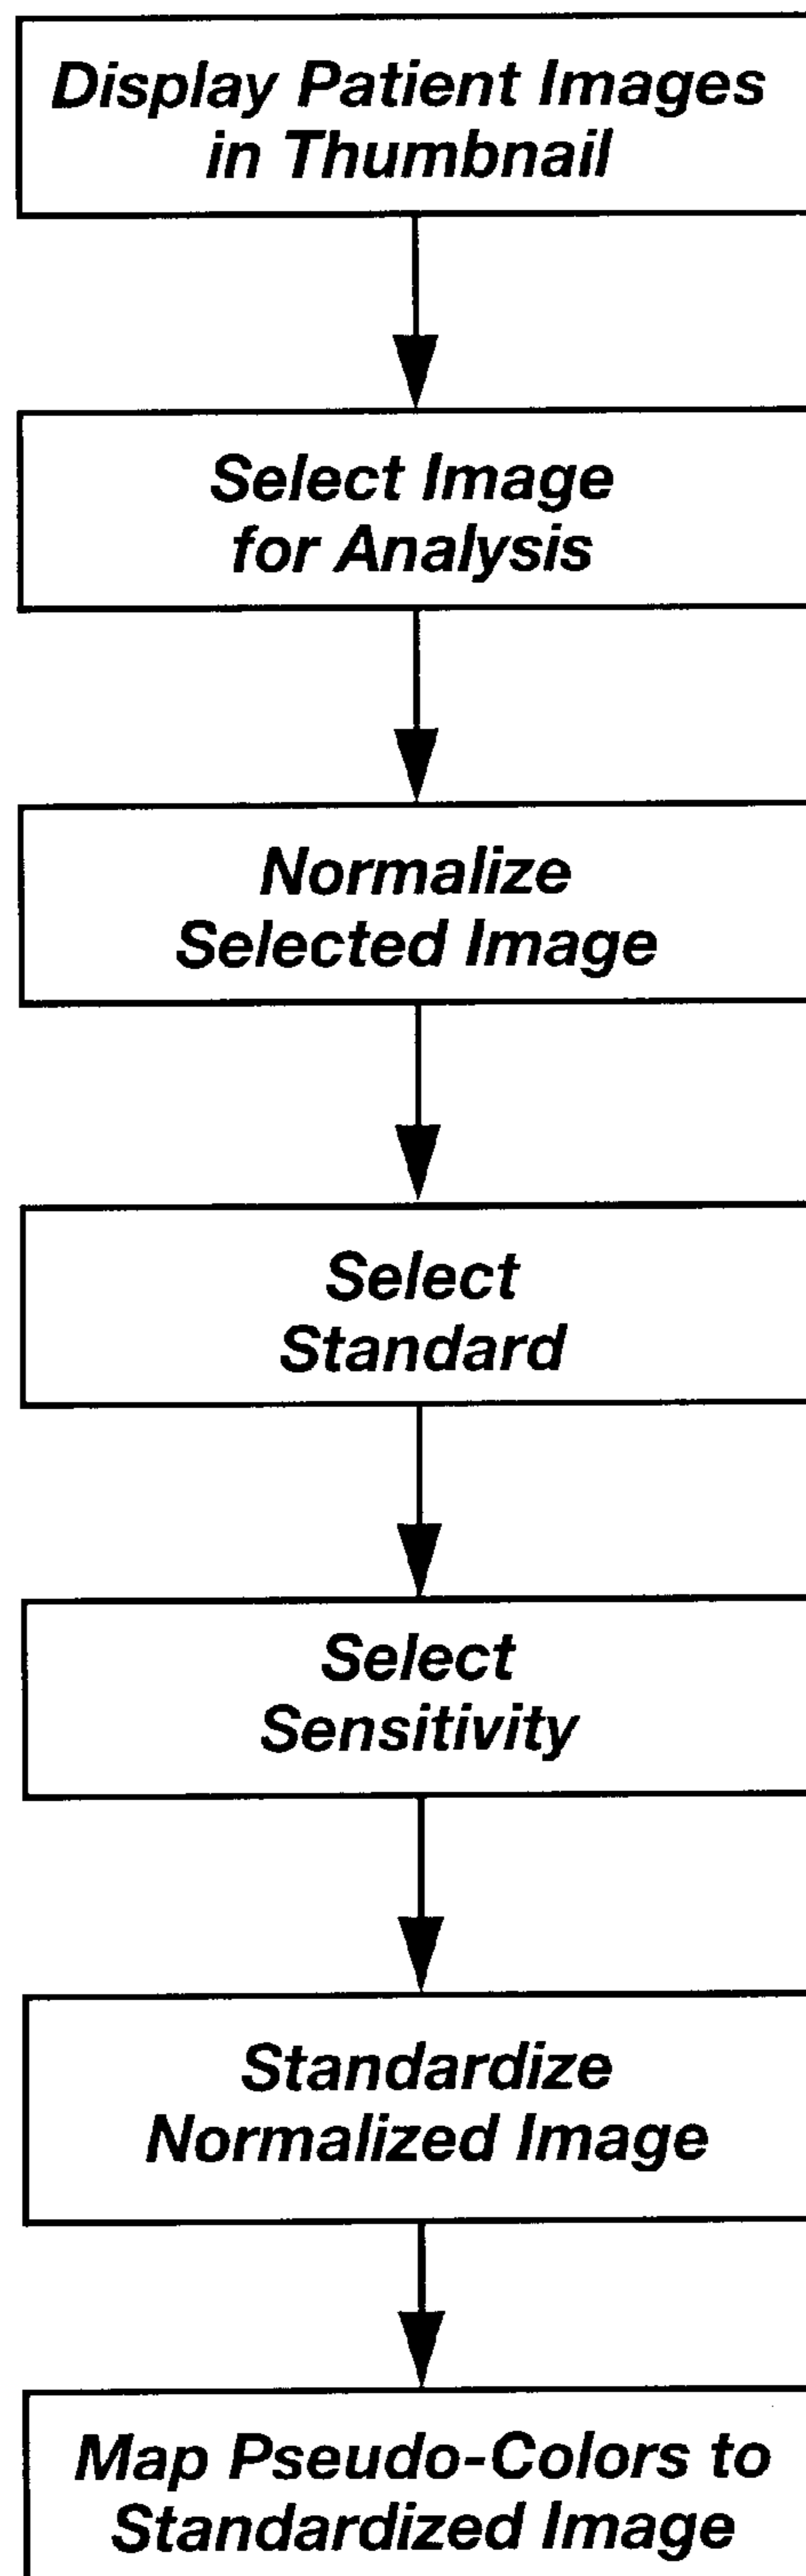 Display Patient Images
in Thumbnail
Select Image
for Analysis
Normalize
Selected Image
Select
Standard
Select
Sensitivity
Standardize
Normalized Image
Map Pseudo-Colors to
Standardized Image